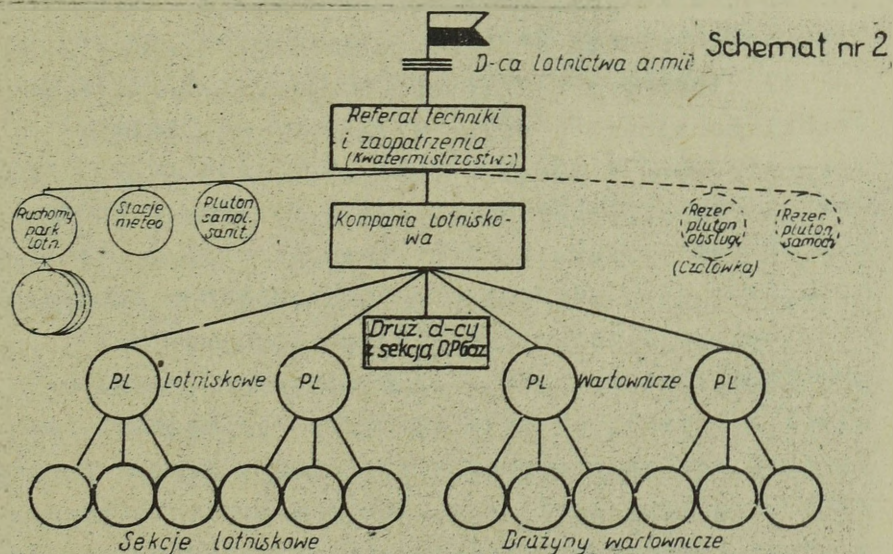 Schemat nr 2
D-ca lotnictwa armii
Referat techniki
i zaopatrzenia
(Kwatermistrzostwo)
Ruchomy
park
lotn.
Stacje
meteo
Pluton
samol.
sanit.
Kompania lotnisko-
wa
Rezer.
pluton
obsługi
(Czołówka)
Rezer.
pluton
samoch.
Druż. d-cy
z sekcją OPGaz
PL
Lotniskowe
PL
PL
Wartownicze
PL
Sekcje lotniskowe
Drużyny wartownicze